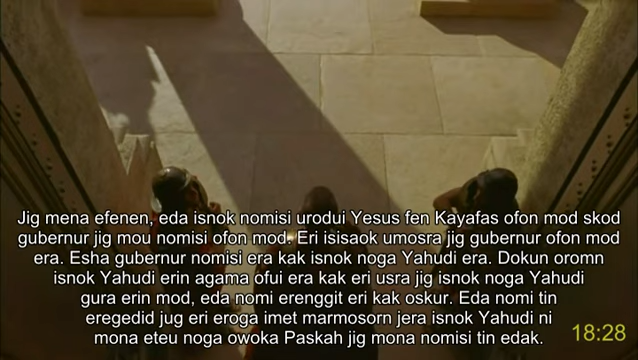 Jig mena efenen, eda isnok nomisi urodui Yesus fen Kayafas ofon mod skod
gubernur jig mou nomisi ofon mod. Eri isisaok umosra jig gubernur ofon mod
era. Esha gubernur nomisi era kak isnok noga Yahudi era. Dokun oromn
isnok Yahudi erin agama ofui era kak eri usra jig isnok noga Yahudi
gura erin mod, eda nomi erenggit eri kak oskur. Eda nomi tin
eregedid jug eri eroga imet marmosorn jera isnok Yahudi ni
mona eteu noga owoka Paskah jig mona nomisi tin edak.
18:28